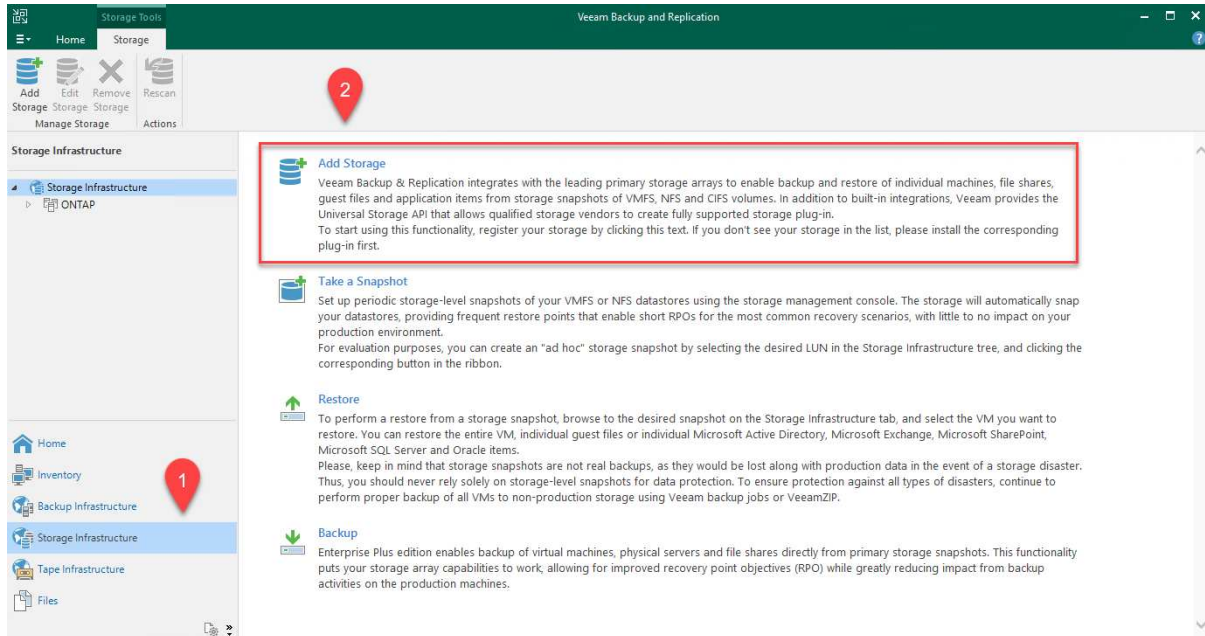 Storage Tools
Veeam Backup and Replication
Home Storage
Add Storage
Edit Storage
Remove Storage
Rescan
Manage Storage
Actions
Storage Infrastructure
Storage Infrastructure
ONTAP
Home
Inventory
Backup Infrastructure
Storage Infrastructure
Tape Infrastructure
Files
1
2
Add Storage
Veeam Backup & Replication integrates with the leading primary storage arrays to enable backup and restore of individual machines, file shares,
guest files and application items from storage snapshots of VMFS, NFS and CIFS volumes. In addition to built-in integrations, Veeam provides the
Universal Storage API that allows qualified storage vendors to create fully supported storage plug-in.
To start using this functionality, register your storage by clicking this text. If you don't see your storage in the list, please install the corresponding
plug-in first.
Take a Snapshot
Set up periodic storage-level snapshots of your VMFS or NFS datastores using the storage management console. The storage will automatically snap
your datastores, providing frequent restore points that enable short RPOs for the most common recovery scenarios, with little to no impact on your
production environment.
For evaluation purposes, you can create an "ad hoc" storage snapshot by selecting the desired LUN in the Storage Infrastructure tree, and clicking the
corresponding button in the ribbon.
Restore
To perform a restore from a storage snapshot, browse to the desired snapshot on the Storage Infrastructure tab, and select the VM you want to
restore. You can restore the entire VM, individual guest files or individual Microsoft Active Directory, Microsoft Exchange, Microsoft SharePoint,
Microsoft SQL Server and Oracle items.
Please, keep in mind that storage snapshots are not real backups, as they would be lost along with production data in the event of a storage disaster.
Thus, you should never rely solely on storage-level snapshots for data protection. To ensure protection against all types of disasters, continue to
perform proper backup of all VMs to non-production storage using Veeam backup jobs or VeeamZIP.
Backup
Enterprise Plus edition enables backup of virtual machines, physical servers and file shares directly from primary storage snapshots. This functionality
puts your storage array capabilities to work, allowing for improved recovery point objectives (RPO) while greatly reducing impact from backup
activities on the production machines.